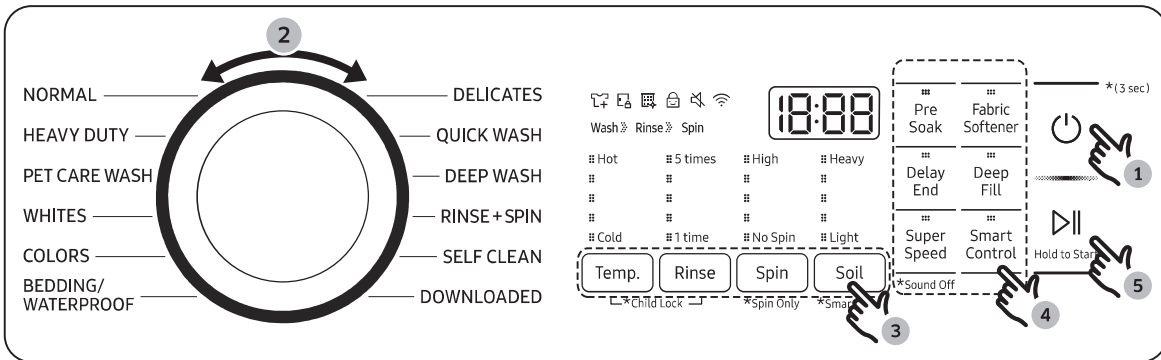 2
NORMAL
HEAVY DUTY
PET CARE WASH
WHITES
COLORS
BEDDING/
WATERPROOF
DELICATES
QUICK WASH
DEEP WASH
RINSE+SPIN
SELF CLEAN
DOWNLOADED
Wash Rinse Spin
18:88
Hot 5 times High Heavy
Cold 1 time No Spin Light
Temp. Rinse Spin Soil
*Child Lock *Spin Only
3
Pre
Soak
Fabric
Softener
Delay
End
Deep
Fill
Super
Speed
Smart
Control
*Sound Off
4
*(3 sec)
1
Hold to Start
5